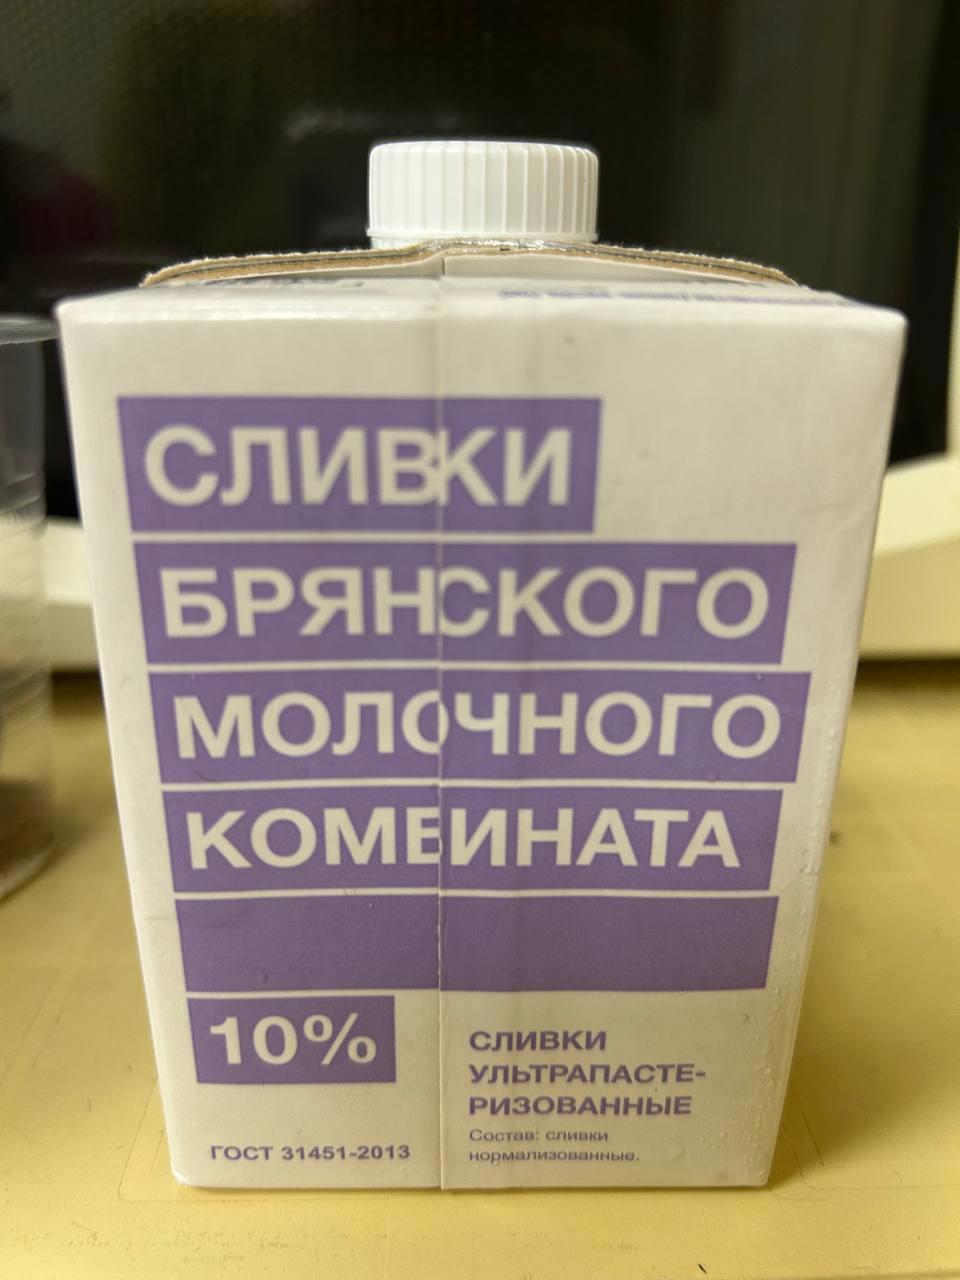 СЛИВКИ
БРЯНСКОГО
МОЛОЧНОГО
КОМБИНАТА
10%
ГОСТ 31451-2013
СЛИВКИ
УЛЬТРАПАСТЕ-
РИЗОВАННЫЕ
Состав: сливки
нормализованные.